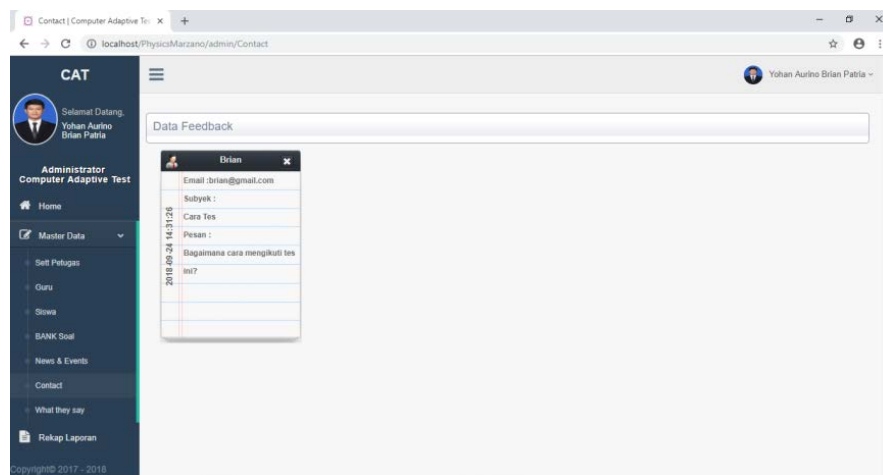 Contact | Computer Adaptive Tes
localhost/PhysicsMarzano/admin/Contact
CAT
Selamat Datang,
Yohan Aurino
Brian Patria
Administrator
Computer Adaptive Test
Home
Master Data
Sett Petugas
Guru
Siswa
BANK Soal
News & Events
Contact
What they say
Rekap Laporan
Copyright© 2017 - 2018
Yohan Aurino Brian Patria
Data Feedback
Brian
Email :brian@gmail.com
Subyek :
Cara Tes
Pesan :
Bagaimana cara mengikuti tes
ini?
2018-09-24 14:31:26